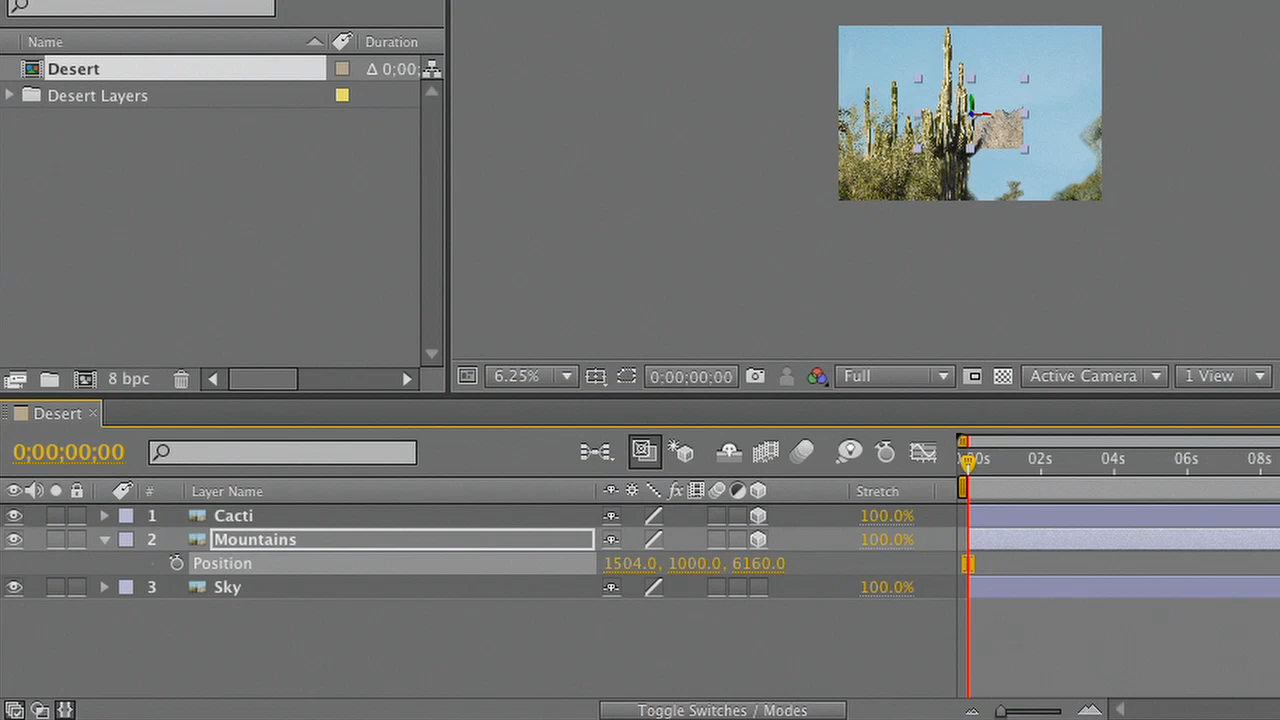 Name Duration
Desert Δ 0;00;
Desert Layers
8 bpc
6.25% 0:00:00:00 Full Active Camera 1 View
Desert ×
0;00;00;00
00s 02s 04s 06s 08s
# Layer Name fx Stretch
1 Cacti 100.0%
2 Mountains 100.0%
Position 1504.0, 1000.0, 6160.0
3 Sky 100.0%
Toggle Switches / Modes